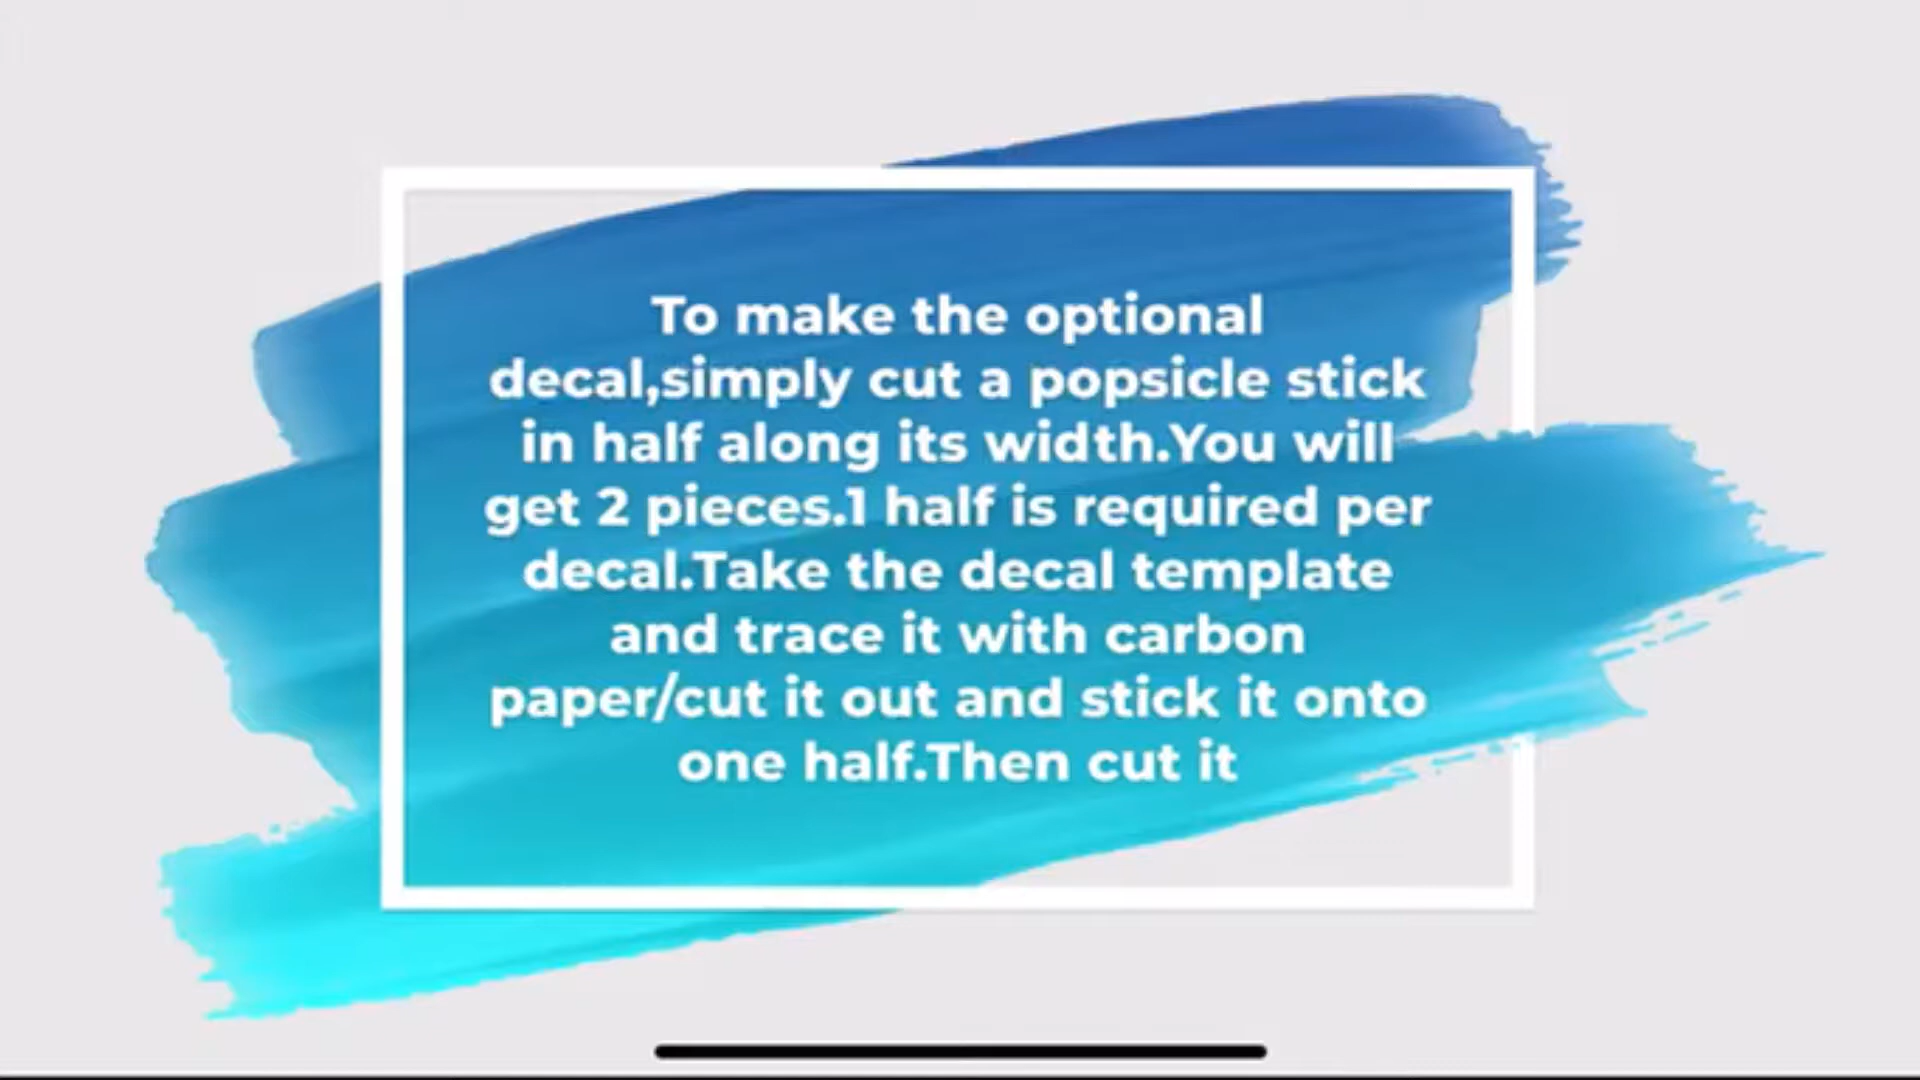 To make the optional
decal,simply cut a popsicle stick
in half along its width.You will
get 2 pieces.1 half is required per
decal.Take the decal template
and trace it with carbon
paper/cut it out and stick it onto
one half.Then cut it